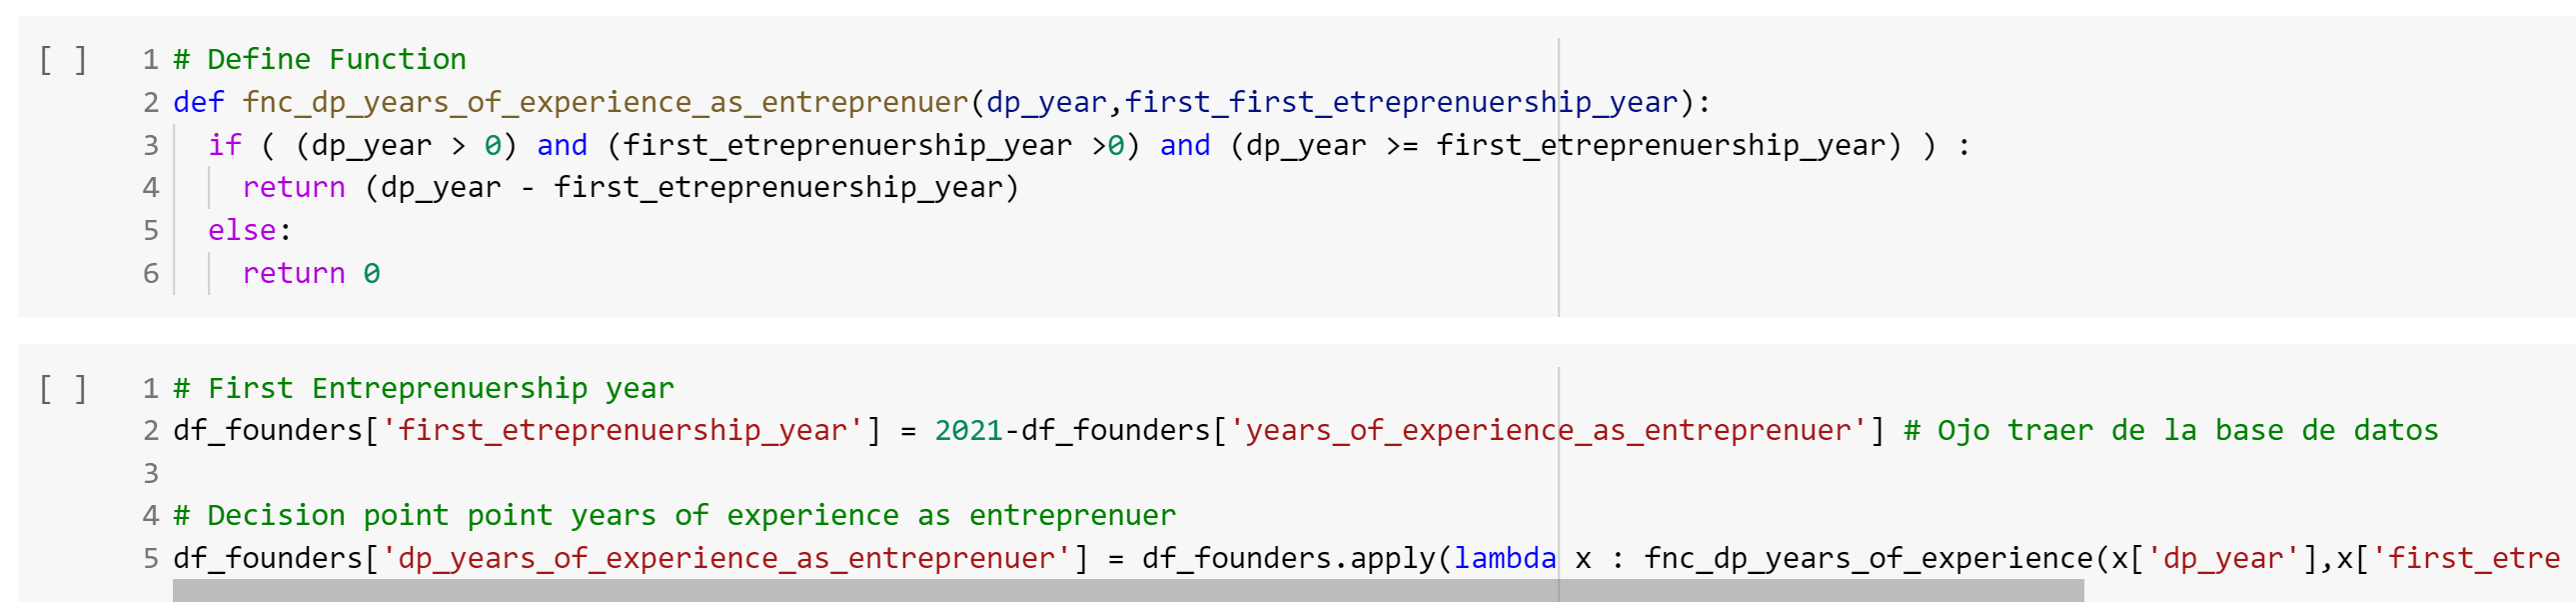 [ ] 1 # Define Function
2 def fnc_dp_years_of_experience_as_entreprenuer(dp_year,first_first_etreprenuership_year):
3 if ( (dp_year > 0) and (first_etreprenuership_year >0) and (dp_year >= first_etreprenuership_year) ) :
4 return (dp_year - first_etreprenuership_year)
5 else:
6 return 0
[ ] 1 # First Entreprenuership year
2 df_founders['first_etreprenuership_year'] = 2021-df_founders['years_of_experience_as_entreprenuer'] # Ojo traer de la base de datos
3
4 # Decision point point years of experience as entreprenuer
5 df_founders['dp_years_of_experience_as_entreprenuer'] = df_founders.apply(lambda x : fnc_dp_years_of_experience(x['dp_year'],x['first_etre